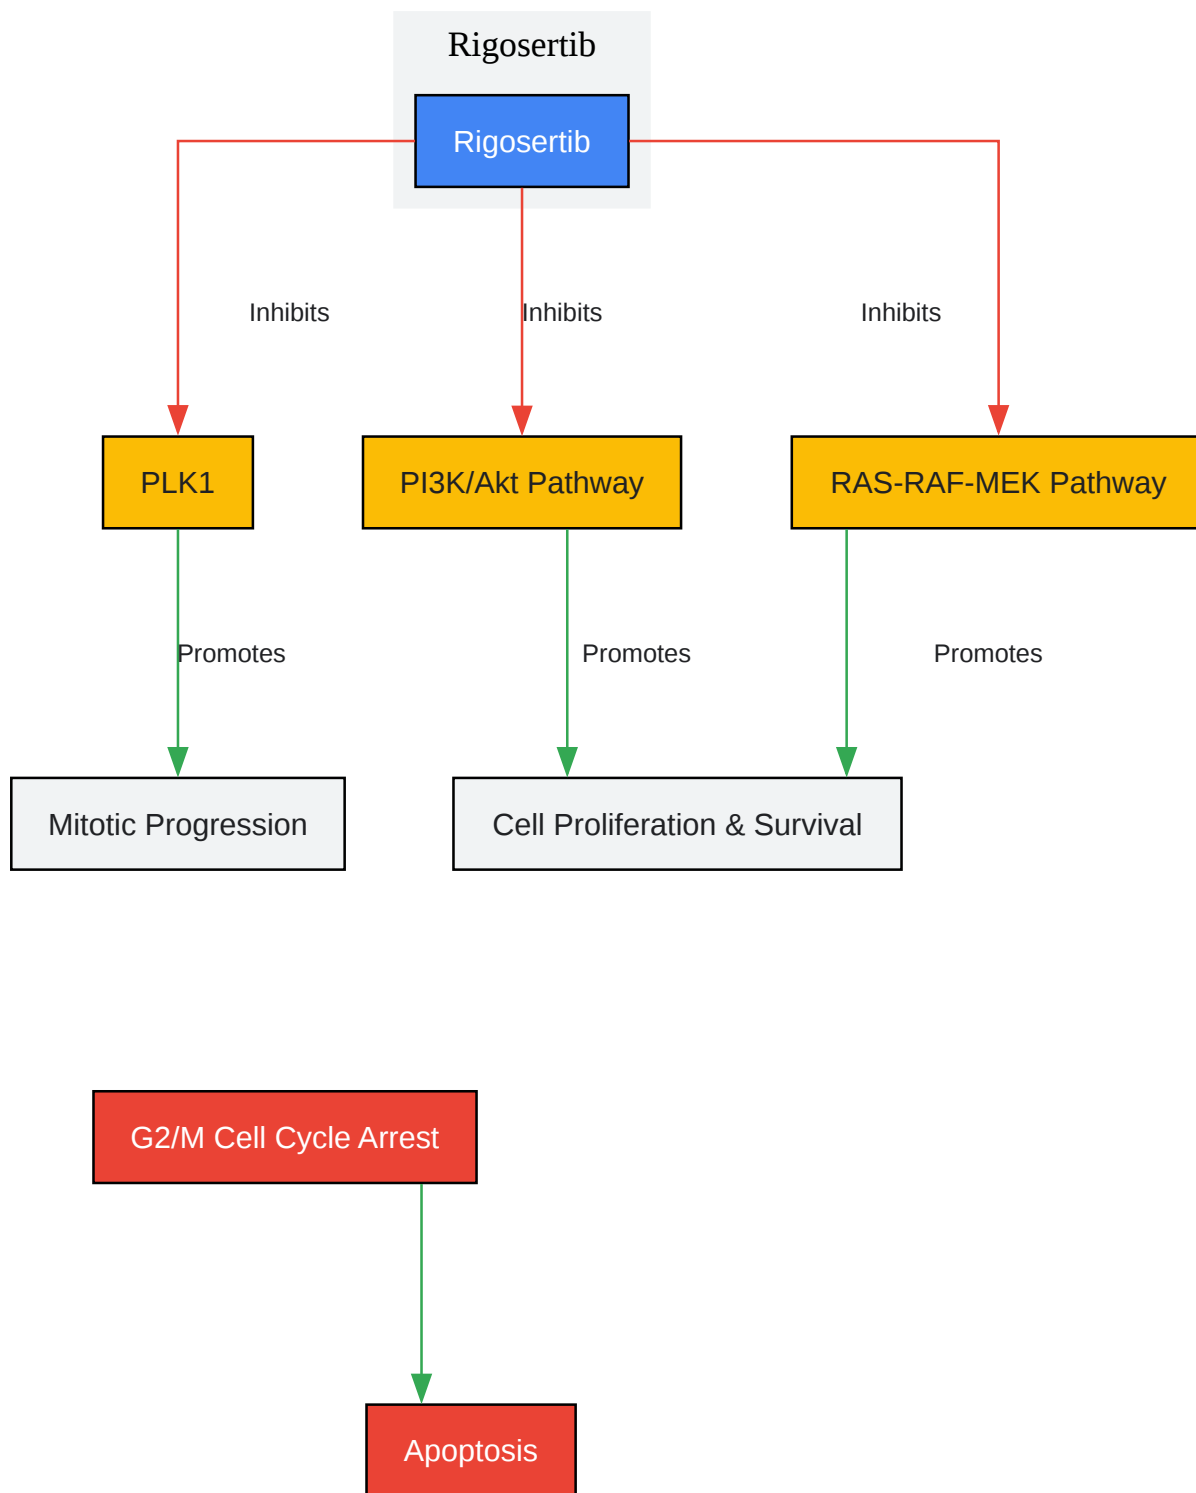 Rigosertib
Rigosertib
Inhibits
Inhibits
Inhibits
PLK1
PI3K/Akt Pathway
RAS-RAF-MEK Pathway
Promotes
Promotes
Promotes
Mitotic Progression
Cell Proliferation & Survival
G2/M Cell Cycle Arrest
Apoptosis